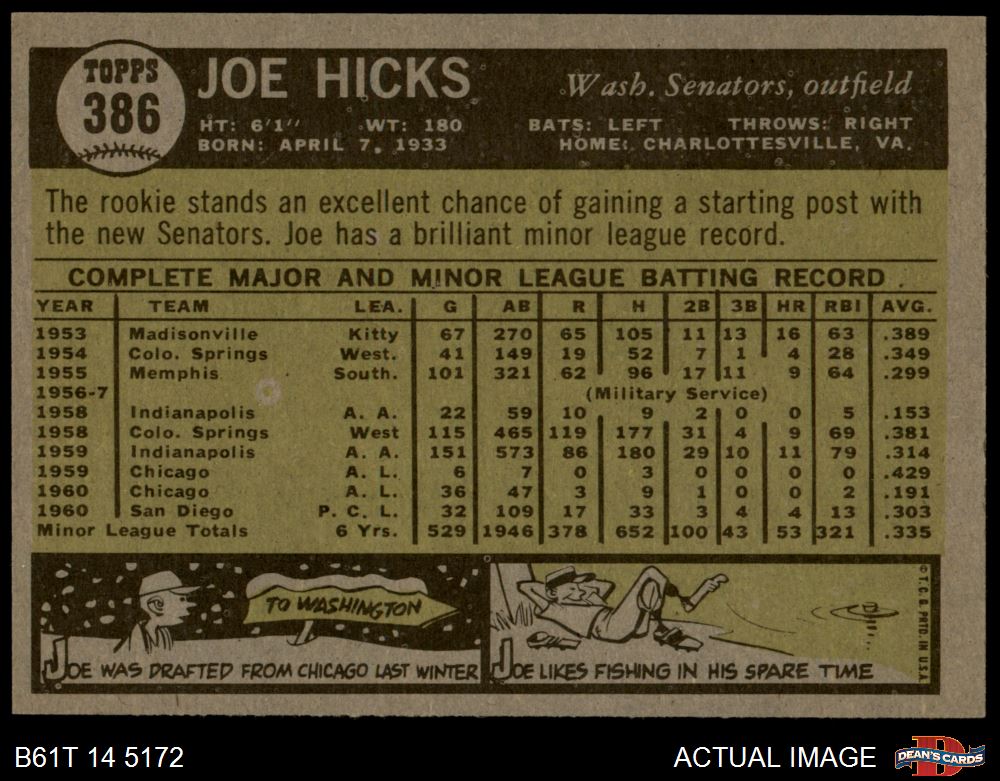 TOPPS
386
JOE HICKS
Wash. Senators, outfield
HT: 6'1" WT: 180 BATS: LEFT THROWS: RIGHT
BORN: APRIL 7, 1933 HOME: CHARLOTTESVILLE, VA.
The rookie stands an excellent chance of gaining a starting post with
the new Senators. Joe has a brilliant minor league record.
COMPLETE MAJOR AND MINOR LEAGUE BATTING RECORD
YEAR TEAM LEA. G AB R H 2B 3B HR RBI AVG.
1953 Madisonville Kitty 67 270 65 105 11 13 16 63 .389
1954 Colo. Springs West. 41 149 19 52 7 1 4 28 .349
1955 Memphis South. 101 321 62 96 17 11 9 64 .299
1956-7 (Military Service)
1958 Indianapolis A. A. 22 59 10 9 2 0 0 5 .153
1958 Colo. Springs West 115 465 119 177 31 4 9 69 .381
1959 Indianapolis A. A. 151 573 86 180 29 10 11 79 .314
1959 Chicago A. L. 6 7 0 3 0 0 0 0 .429
1960 Chicago A. L. 36 47 3 9 1 0 0 2 .191
1960 San Diego P. C. L. 32 109 17 33 3 4 4 13 .303
Minor League Totals 6 Yrs. 529 1946 378 652 100 43 53 321 .335
TO WASHINGTON
JOE WAS DRAFTED FROM CHICAGO LAST WINTER
JOE LIKES FISHING IN HIS SPARE TIME
© T. C. G. PRTD. IN U.S.A.
B61T 14 5172
ACTUAL IMAGE
D
DEAN'S CARDS